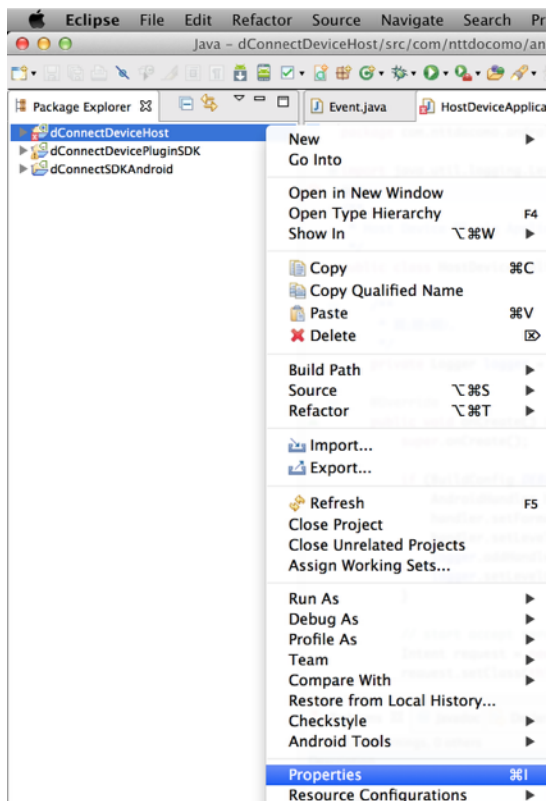 Eclipse File Edit Refactor Source Navigate Search Pr
Java – dConnectDeviceHost/src/com/nttdocomo/an
Package Explorer
Event.java
HostDeviceApplica
dConnectDeviceHost
dConnectDevicePluginSDK
dConnectSDKAndroid
New
Go Into
Open in New Window
Open Type Hierarchy F4
Show In ⌥⌘W
Copy ⌘C
Copy Qualified Name
Paste ⌘V
Delete ⌦
Build Path
Source ⌥⌘S
Refactor ⌥⌘T
Import...
Export...
Refresh F5
Close Project
Close Unrelated Projects
Assign Working Sets...
Run As
Debug As
Profile As
Team
Compare With
Restore from Local History...
Checkstyle
Android Tools
Properties ⌘I
Resource Configurations